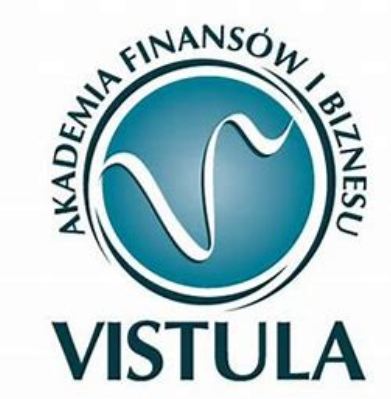 AKADEMIA FINANSÓW I BIZNESU
VISTULA